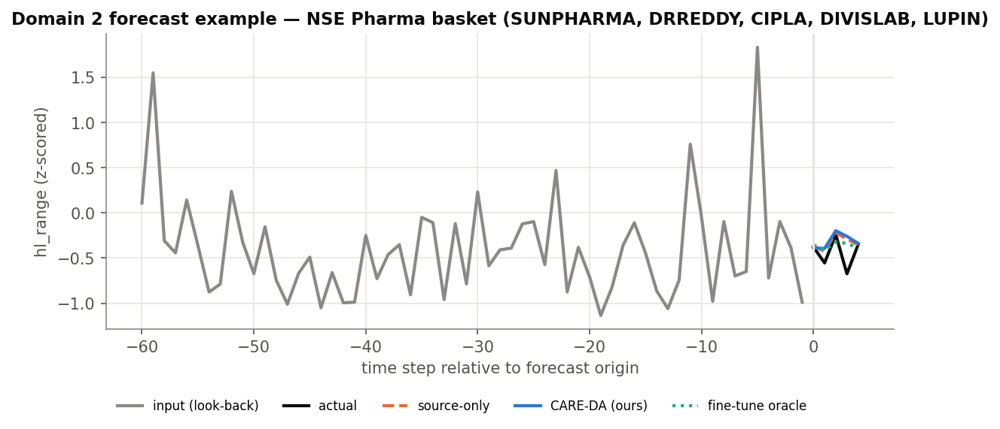 Domain 2 forecast example — NSE Pharma basket (SUNPHARMA, DRREDDY, CIPLA, DIVISLAB, LUPIN)
hl_range (z-scored)
1.5
1.0
0.5
0.0
−0.5
−1.0
−60 −50 −40 −30 −20 −10 0
time step relative to forecast origin
input (look-back) actual source-only CARE-DA (ours) fine-tune oracle